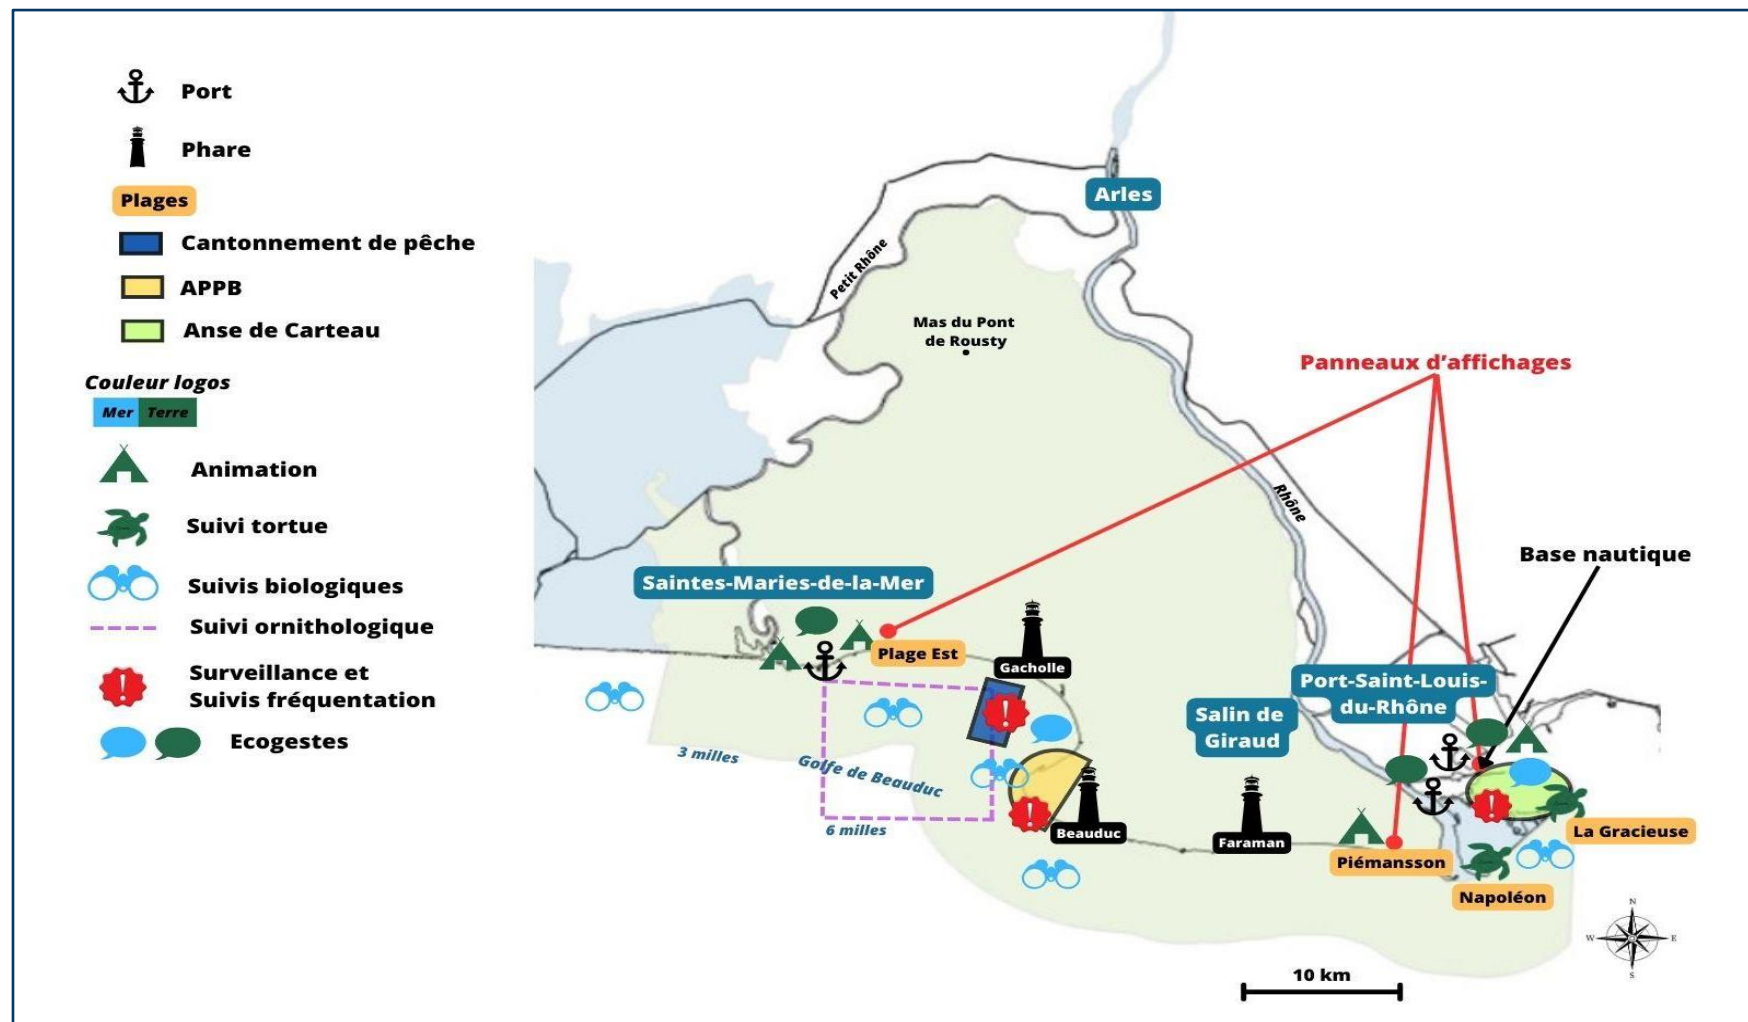 Port
Phare
Plages
Cantonnement de pêche
APPB
Anse de Carteau
Couleur logos
Mer Terre
Animation
Suivi tortue
Suivis biologiques
Suivi ornithologique
Surveillance et
Suivis fréquentation
Ecogestes
Arles
Petit Rhône
Mas du Pont
de Rousty
Panneaux d'affichages
Rhône
Base nautique
Saintes-Maries-de-la-Mer
Plage Est
Gacholle
Port-Saint-Louis-
du-Rhône
Salin de
Giraud
3 milles
Golfe de Beauduc
6 milles
Beauduc
Faraman
Piémansson
La Gracieuse
Napoléon
N
W E
S
10 km